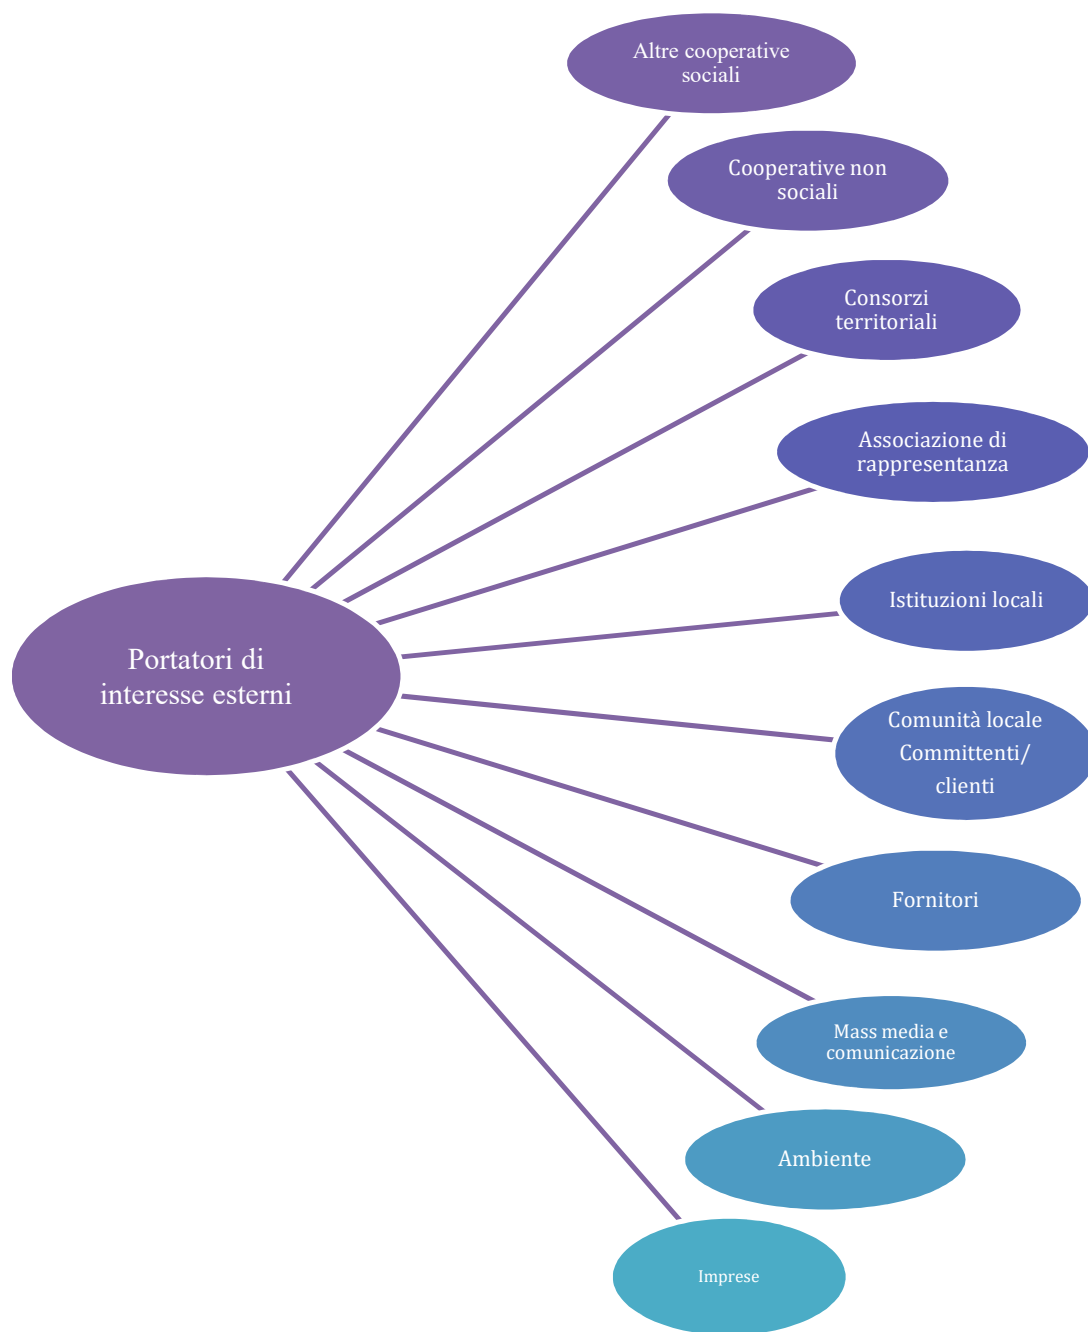 Altre cooperative
sociali
Cooperative non
sociali
Consorzi
territoriali
Associazione di
rappresentanza
Istituzioni locali
Portatori di
interesse esterni
Comunità locale
Committenti/
clienti
Fornitori
Mass media e
comunicazione
Ambiente
Imprese